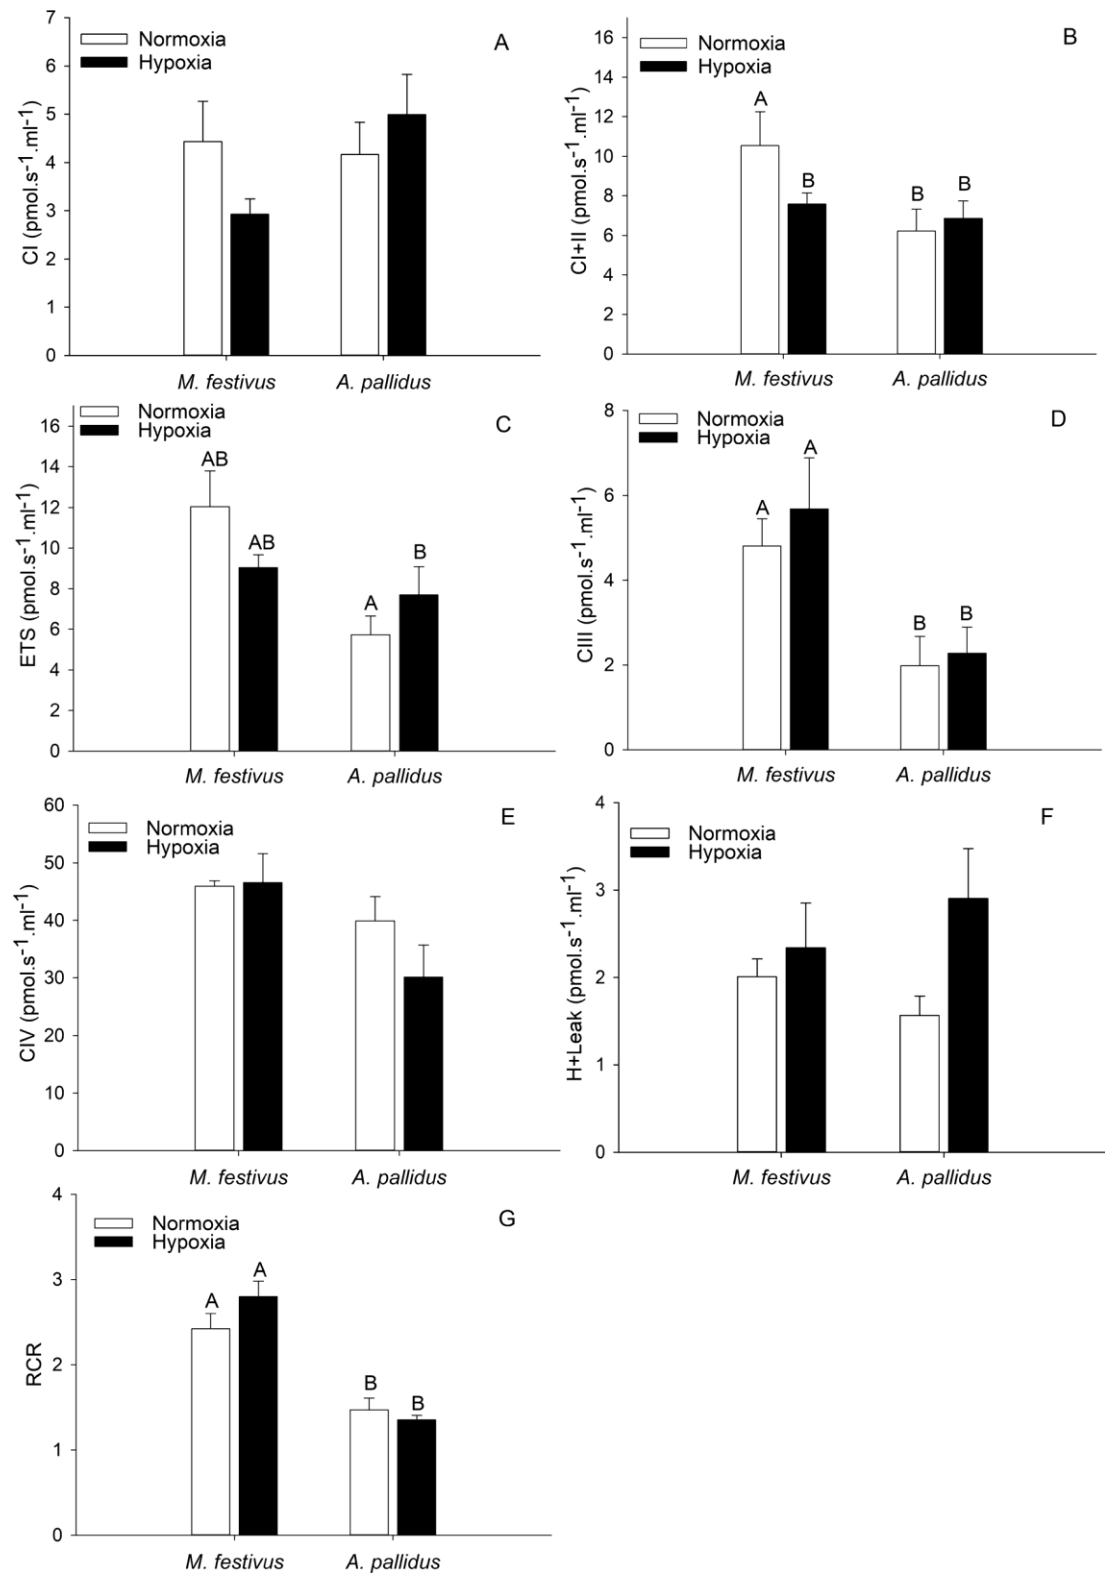 A
Normoxia
Hypoxia
CI (pmol.s⁻¹.ml⁻¹)
7
6
5
4
3
2
1
0
M. festivus
A. pallidus
B
Normoxia
Hypoxia
CI+II (pmol.s⁻¹.ml⁻¹)
16
14
12
10
8
6
4
2
0
A
B
B
B
M. festivus
A. pallidus
C
Normoxia
Hypoxia
ETS (pmol.s⁻¹.ml⁻¹)
16
14
12
10
8
6
4
2
0
AB
AB
A
B
M. festivus
A. pallidus
D
Normoxia
Hypoxia
CIII (pmol.s⁻¹.ml⁻¹)
8
6
4
2
0
A
A
B
B
M. festivus
A. pallidus
E
Normoxia
Hypoxia
CIV (pmol.s⁻¹.ml⁻¹)
60
50
40
30
20
10
0
M. festivus
A. pallidus
F
Normoxia
Hypoxia
H+Leak (pmol.s⁻¹.ml⁻¹)
4
3
2
1
0
M. festivus
A. pallidus
G
Normoxia
Hypoxia
RCR
4
3
2
1
0
A
A
B
B
M. festivus
A. pallidus